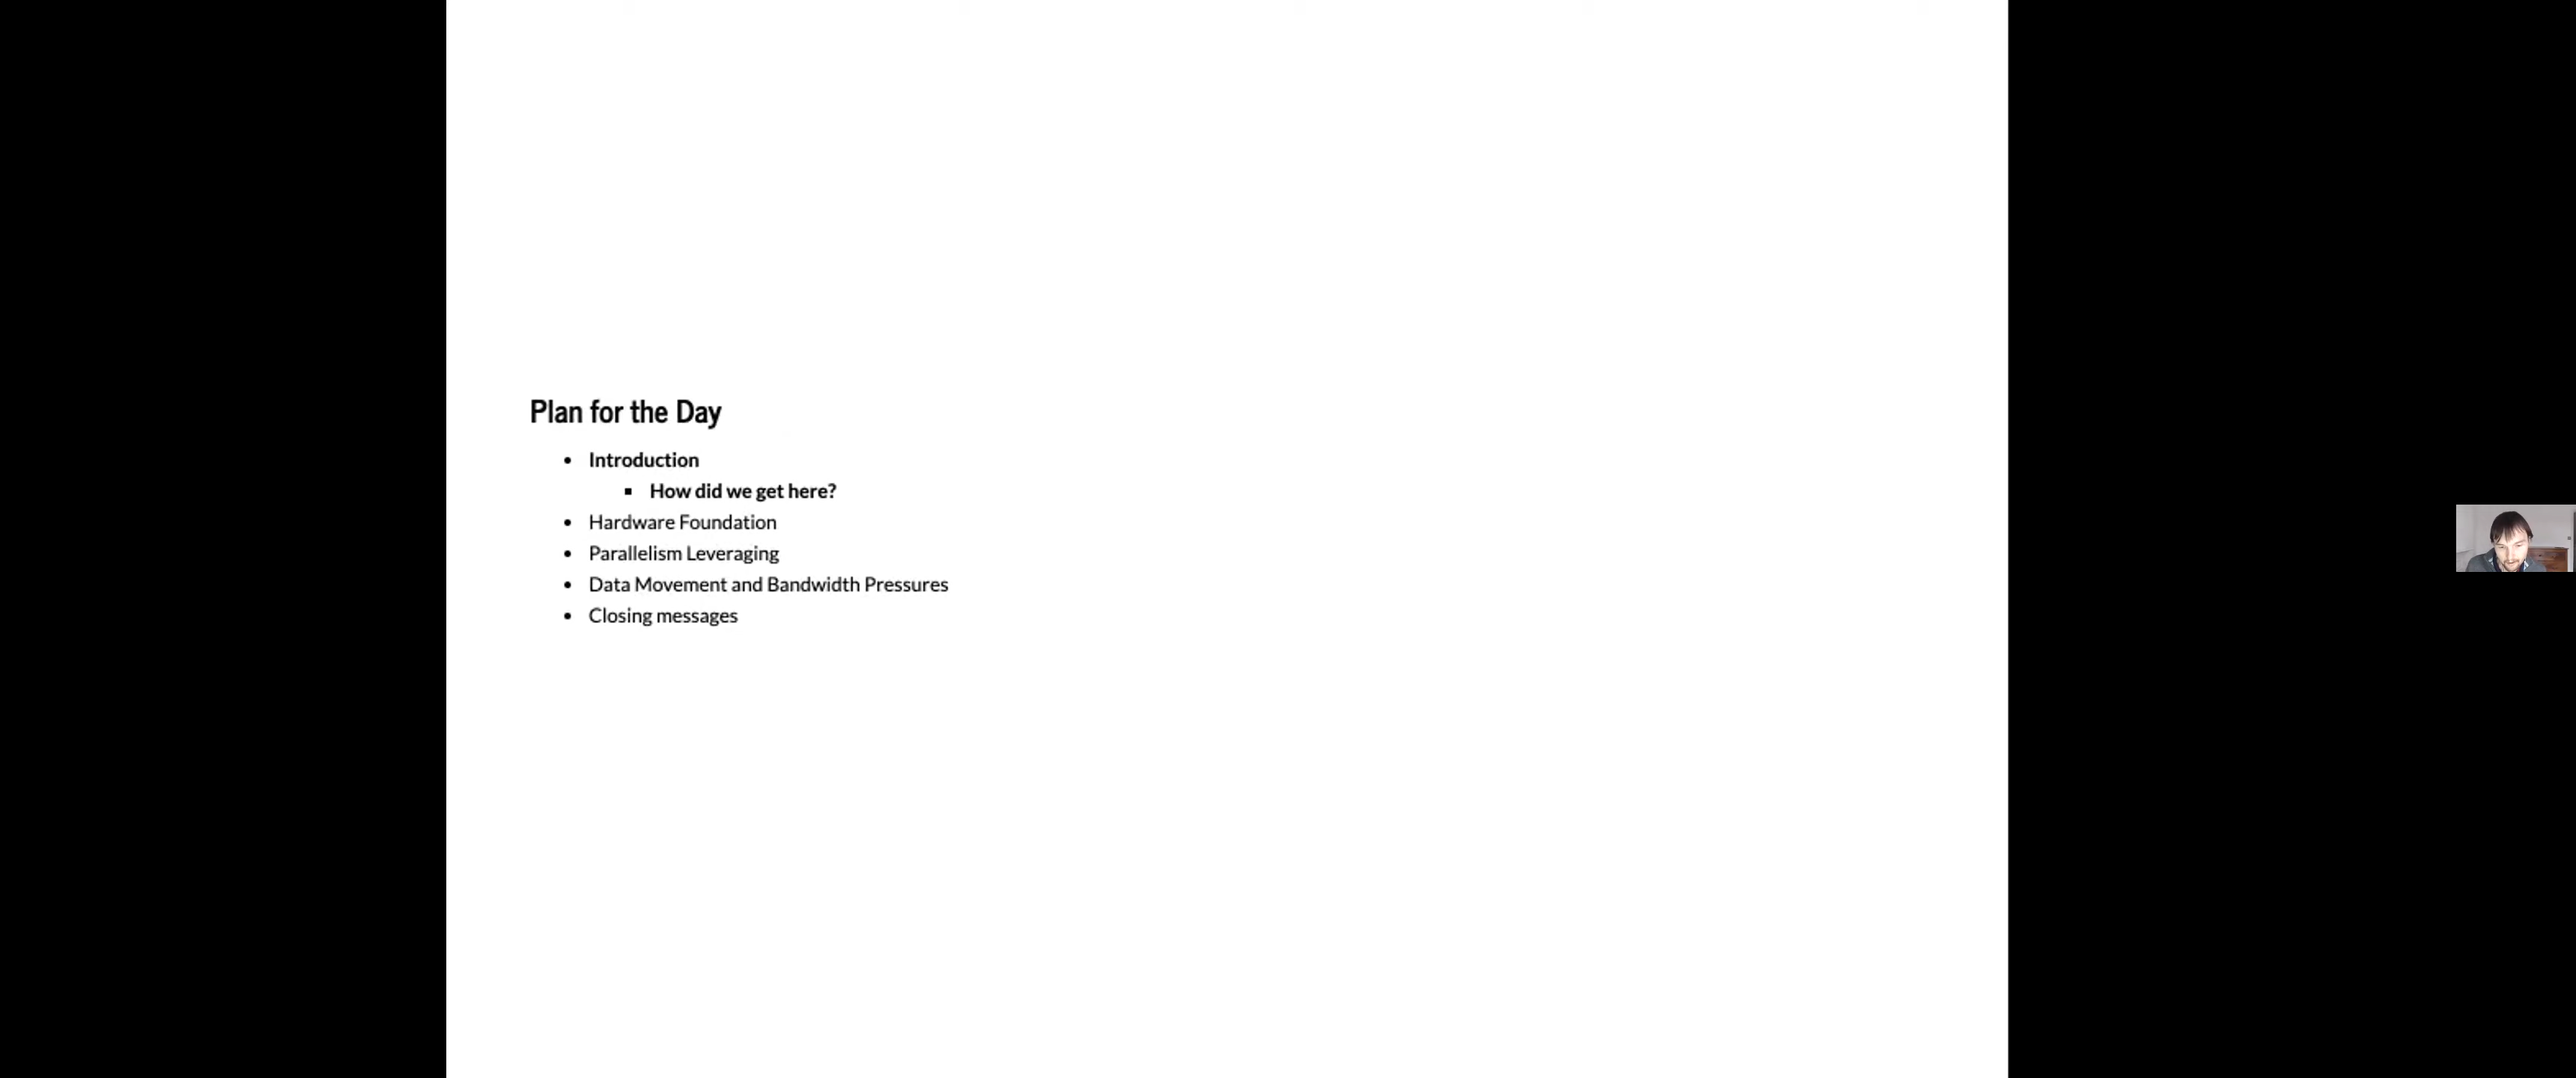 Plan for the Day
• Introduction
▪ How did we get here?
• Hardware Foundation
• Parallelism Leveraging
• Data Movement and Bandwidth Pressures
• Closing messages